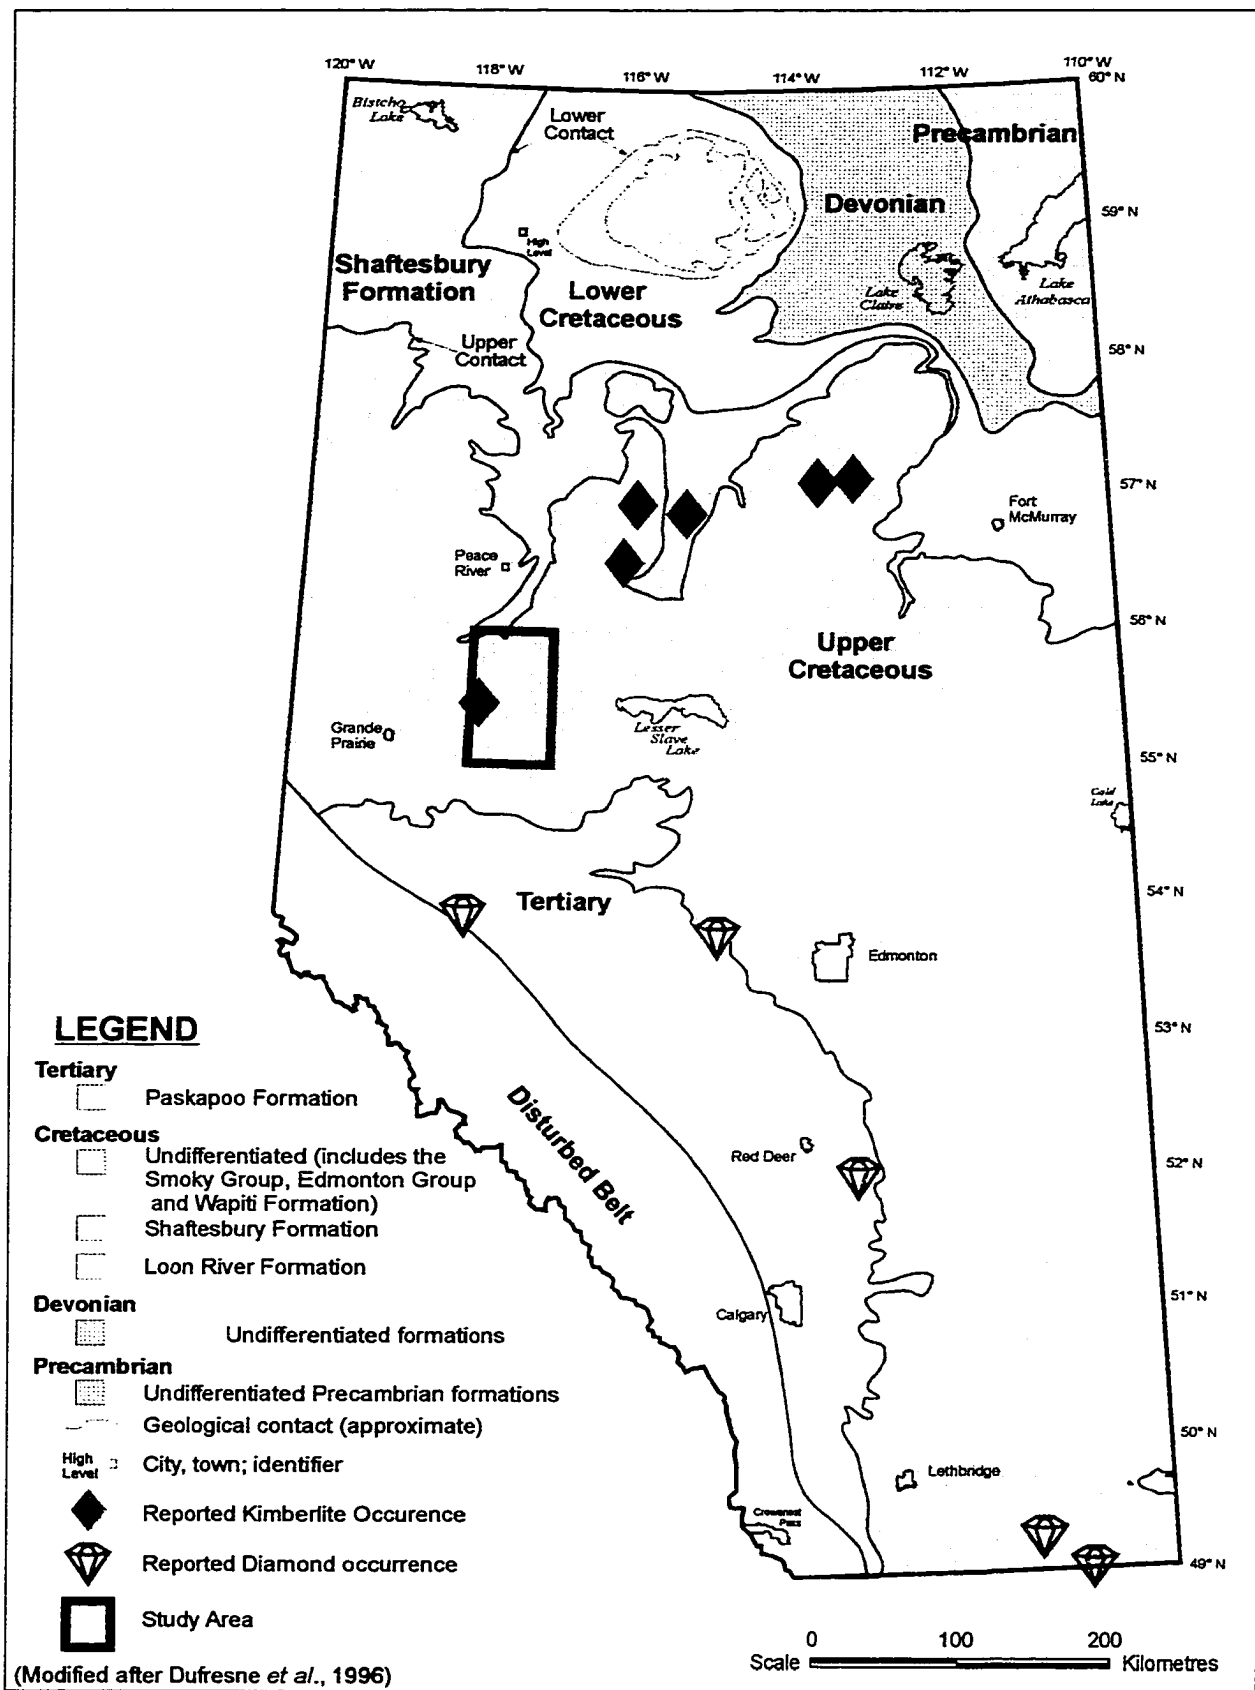 120° W
118° W
116° W
114° W
112° W
110° W
60° N
Bistcho
Lake
Lower
Contact
Precambrian
Devonian
59° N
High
Level
Shaftesbury
Formation
Lower
Cretaceous
Lake
Claire
Lake
Athabasca
Upper
Contact
58° N
57° N
Fort
McMurray
Peace
River
56° N
Upper
Cretaceous
Grande
Prairie
Lesser
Slave
Lake
55° N
Cold
Lake
54° N
Tertiary
Edmonton
53° N
Disturbed Belt
Red Deer
52° N
Calgary
51° N
50° N
Lethbridge
Crowsnest
Pass
49° N
LEGEND
Tertiary
Paskapoo Formation
Cretaceous
Undifferentiated (includes the
Smoky Group, Edmonton Group
and Wapiti Formation)
Shaftesbury Formation
Loon River Formation
Devonian
Undifferentiated formations
Precambrian
Undifferentiated Precambrian formations
Geological contact (approximate)
High
Level
City, town; identifier
Reported Kimberlite Occurence
Reported Diamond occurrence
Study Area
(Modified after Dufresne et al., 1996)
0 100 200
Scale Kilometres